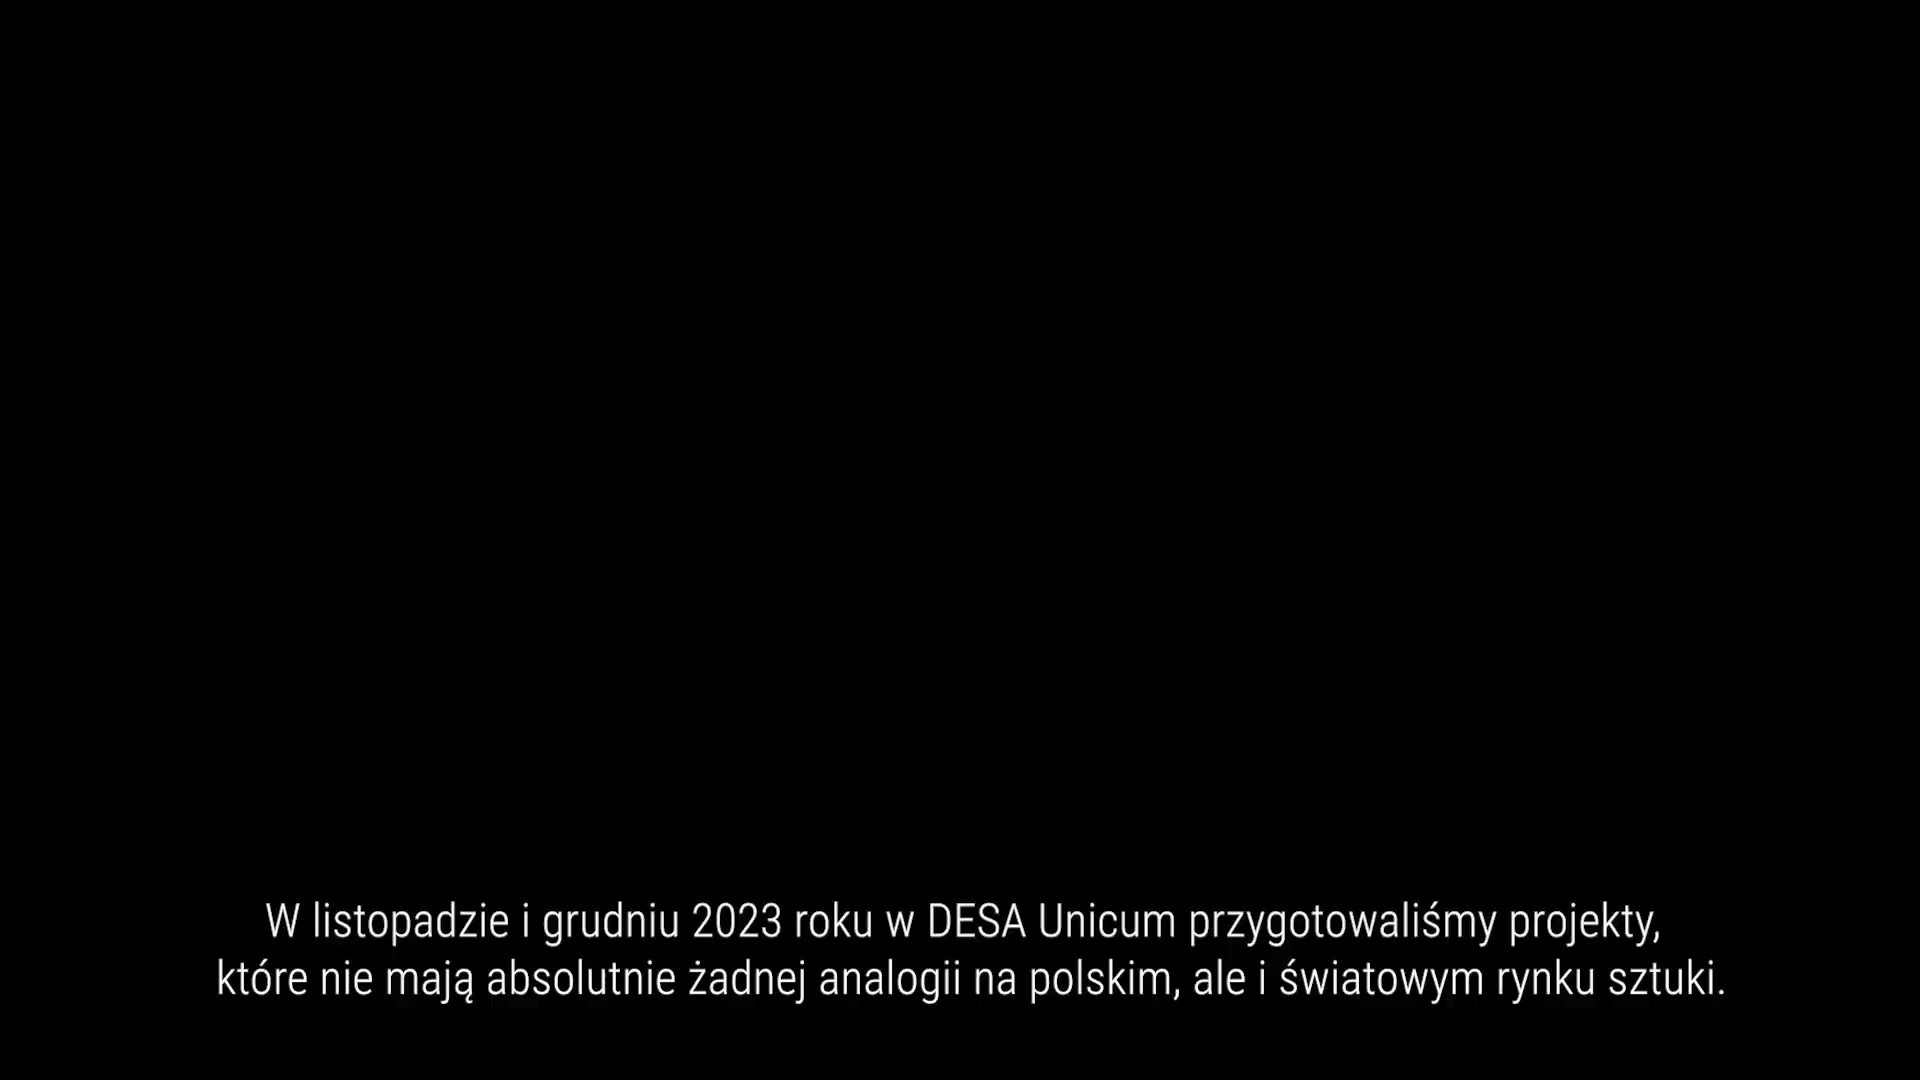 W listopadzie i grudniu 2023 roku w DESA Unicum przygotowaliśmy projekty,
które nie mają absolutnie żadnej analogii na polskim, ale i światowym rynku sztuki.